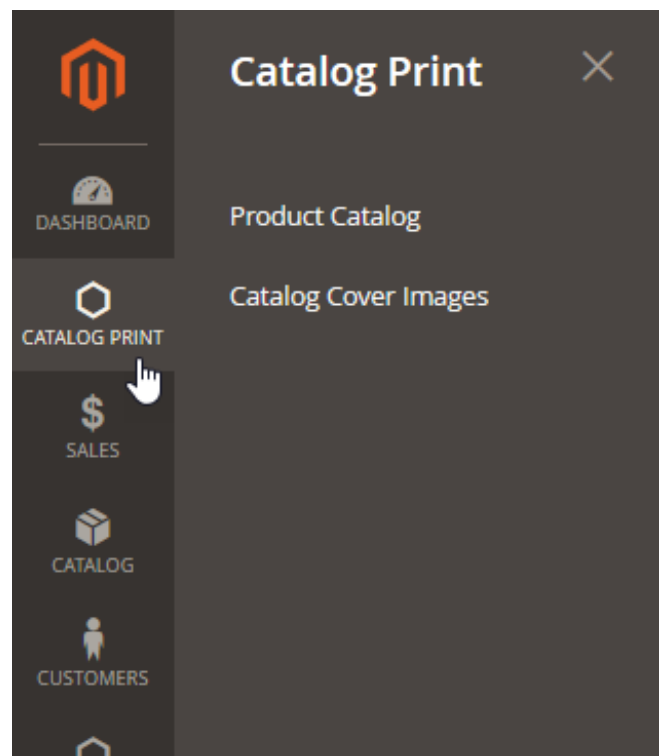 Catalog Print
DASHBOARD
Product Catalog
Catalog Cover Images
CATALOG PRINT
SALES
CATALOG
CUSTOMERS